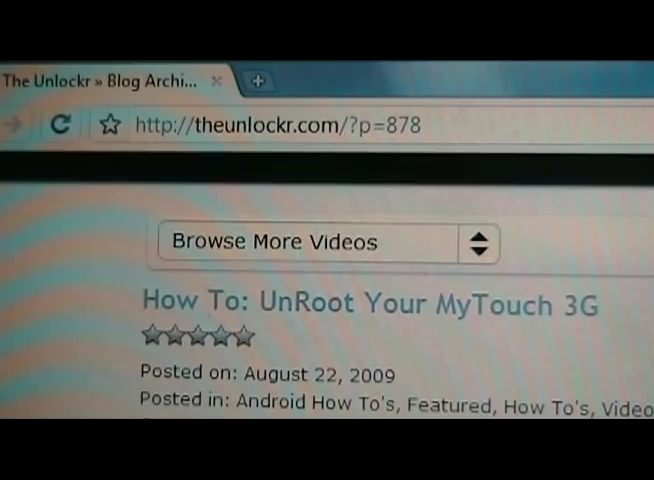 The Unlockr » Blog Archi...
http://theunlockr.com/?p=878
Browse More Videos
How To: UnRoot Your MyTouch 3G
Posted on: August 22, 2009
Posted in: Android How To's, Featured, How To's, Video